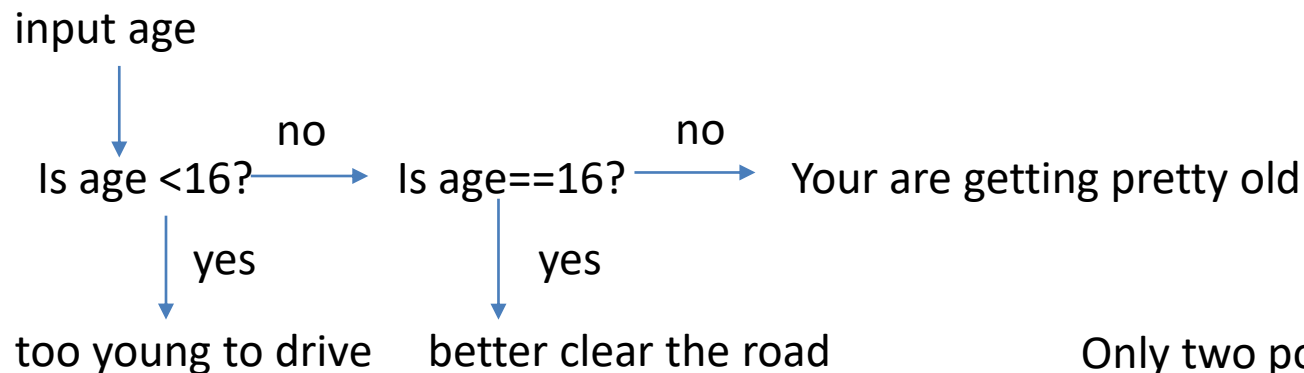 input age
no
no
Is age <16?
Is age==16?
Your are getting pretty old
yes
yes
too young to drive
better clear the road
Only two